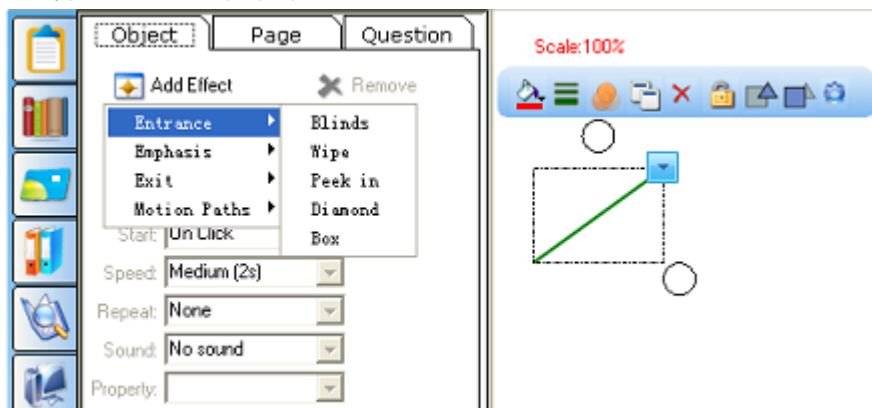 Object Page Question
Scale:100%
Add Effect Remove
Entrance Blinds
Emphasis Wipe
Exit Peek in
Motion Paths Diamond
Start: On Click Box
Speed: Medium (2s)
Repeat: None
Sound: No sound
Property: